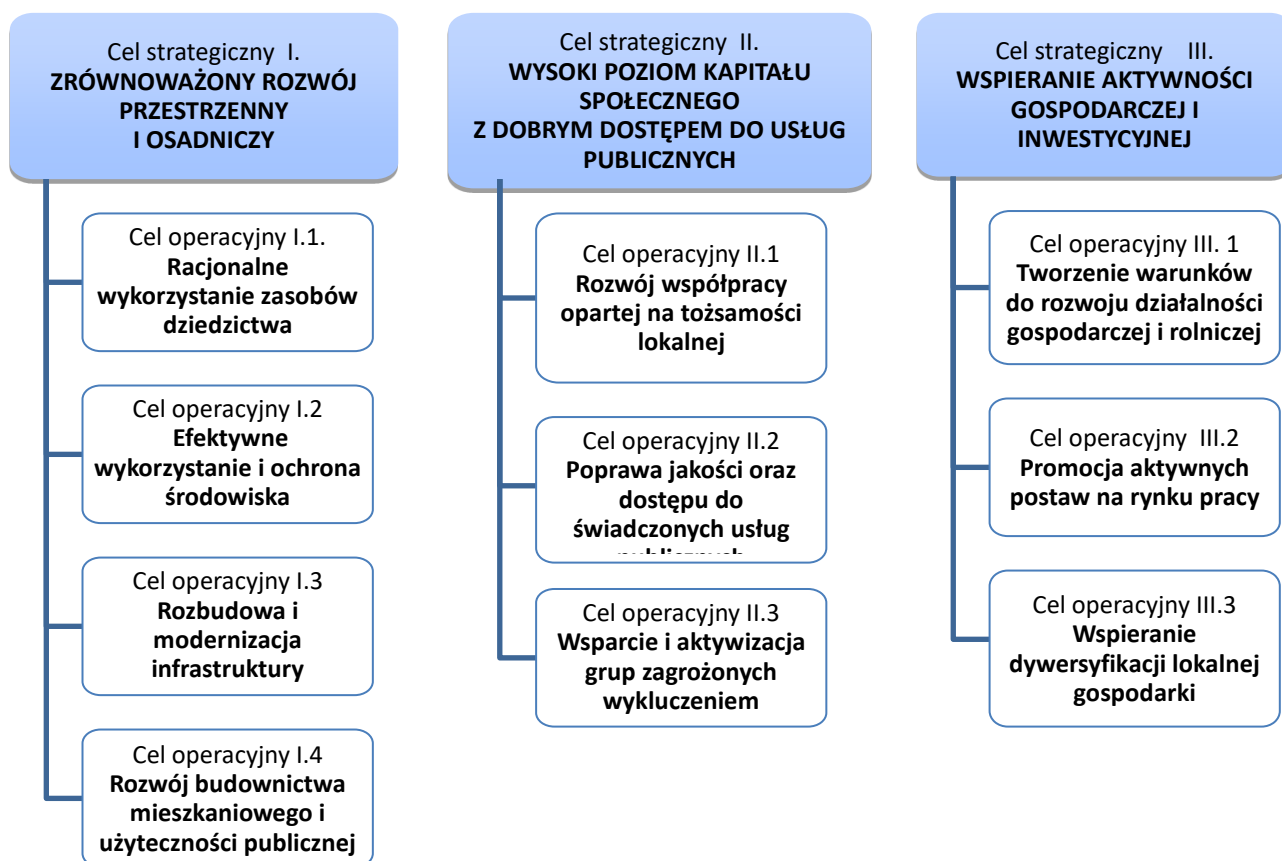 Cel strategiczny I.
ZRÓWNOWAŻONY ROZWÓJ
PRZESTRZENNY
I OSADNICZY
Cel operacyjny I.1.
Racjonalne
wykorzystanie zasobów
dziedzictwa
Cel operacyjny I.2
Efektywne
wykorzystanie i ochrona
środowiska
Cel operacyjny I.3
Rozbudowa i
modernizacja
infrastruktury
Cel operacyjny I.4
Rozwój budownictwa
mieszkaniowego i
użyteczności publicznej
Cel strategiczny II.
WYSOKI POZIOM KAPITAŁU
SPOŁECZNEGO
Z DOBRYM DOSTĘPEM DO USŁUG
PUBLICZNYCH
Cel operacyjny II.1
Rozwój współpracy
opartej na tożsamości
lokalnej
Cel operacyjny II.2
Poprawa jakości oraz
dostępu do
świadczonych usług
publicznych
Cel operacyjny II.3
Wsparcie i aktywizacja
grup zagrożonych
wykluczeniem
Cel strategiczny III.
WSPIERANIE AKTYWNOŚCI
GOSPODARCZEJ I
INWESTYCYJNEJ
Cel operacyjny III. 1
Tworzenie warunków
do rozwoju działalności
gospodarczej i rolniczej
Cel operacyjny III.2
Promocja aktywnych
postaw na rynku pracy
Cel operacyjny III.3
Wspieranie
dywersyfikacji lokalnej
gospodarki